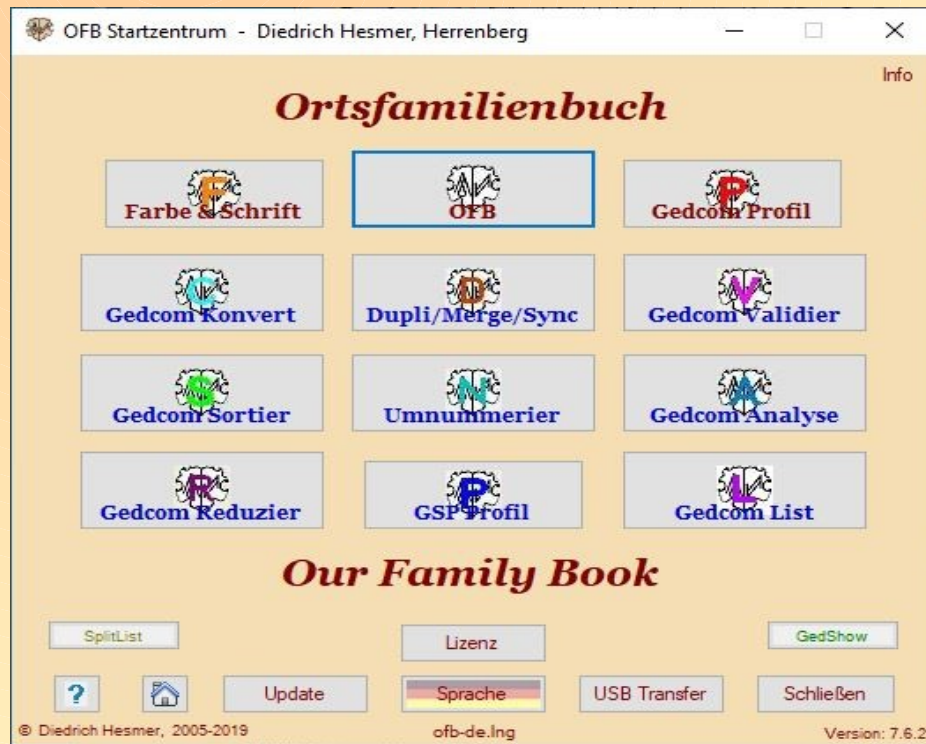 OFB Startzentrum - Diedrich Hesmer, Herrenberg
Info
Ortsfamilienbuch
F
Farbe & Schrift
OFB
P
Gedcom Profil
C
Gedcom Konvert
D
Dupli/Merge/Sync
V
Gedcom Validier
S
Gedcom Sortier
N
Umnummerier
A
Gedcom Analyse
R
Gedcom Reduzier
P
GSP Profil
L
Gedcom List
Our Family Book
SplitList
Lizenz
GedShow
?
Update
Sprache
USB Transfer
Schließen
© Diedrich Hesmer, 2005-2019
ofb-de.lng
Version: 7.6.2